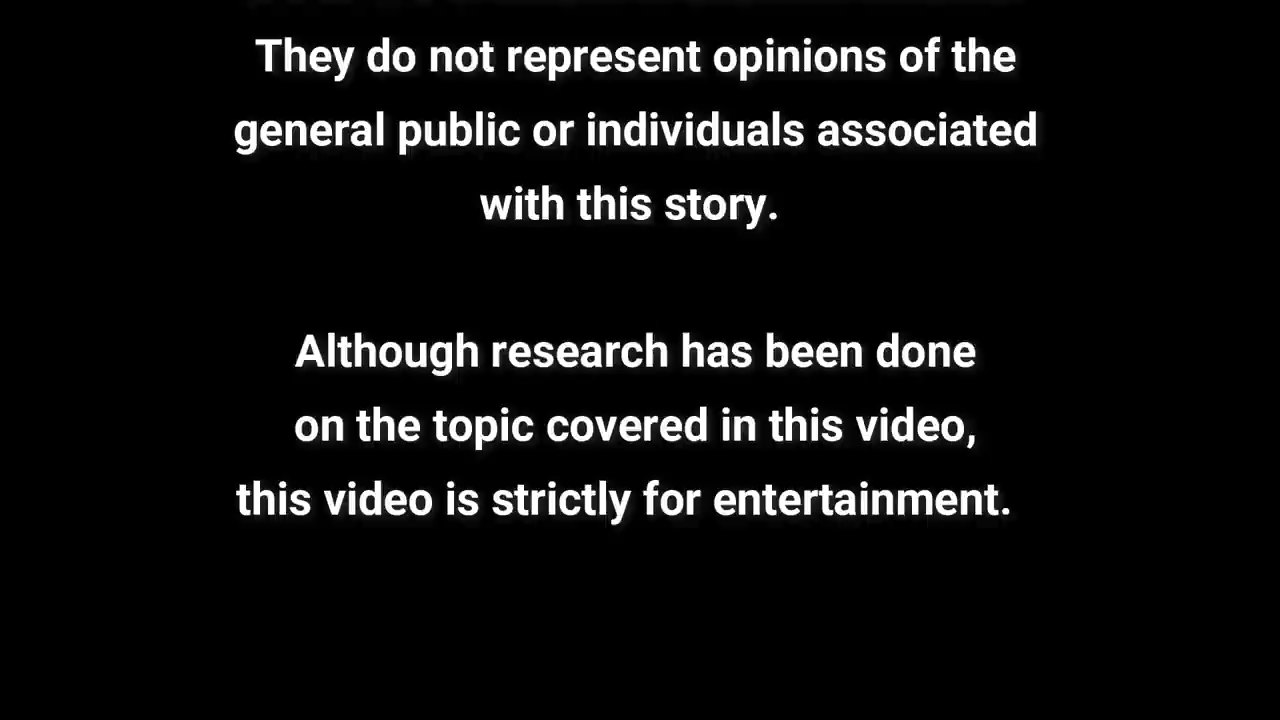 They do not represent opinions of the
general public or individuals associated
with this story.
Although research has been done
on the topic covered in this video,
this video is strictly for entertainment.